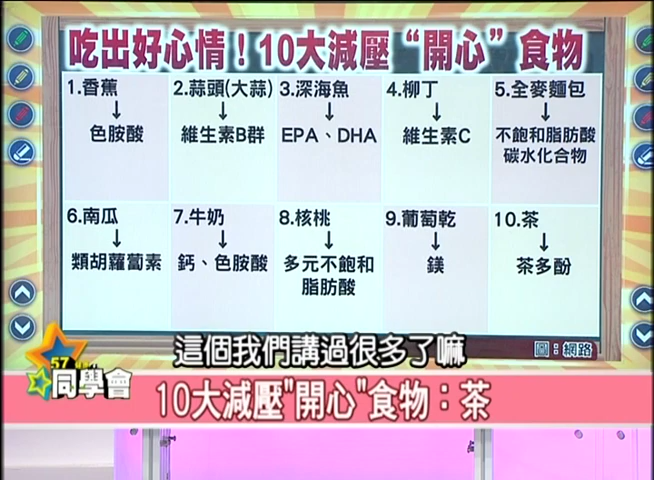 吃出好心情！10大減壓“開心”食物
1.香蕉
↓
色胺酸
2.蒜頭(大蒜)
↓
維生素B群
3.深海魚
↓
EPA、DHA
4.柳丁
↓
維生素C
5.全麥麵包
↓
不飽和脂肪酸
碳水化合物
6.南瓜
↓
類胡蘿蔔素
7.牛奶
↓
鈣、色胺酸
8.核桃
↓
多元不飽和
脂肪酸
9.葡萄乾
↓
鎂
10.茶
↓
茶多酚
圖：網路
這個我們講過很多了嘛
57
同學會
10大減壓"開心"食物：茶